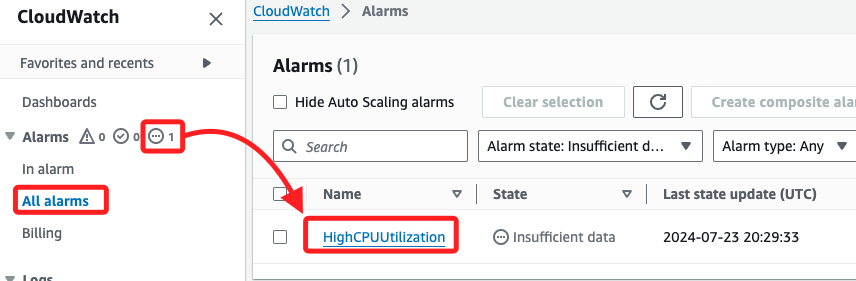 CloudWatch
Favorites and recents
Dashboards
Alarms 0 0 1
In alarm
All alarms
Billing
Logs
CloudWatch > Alarms
Alarms (1)
Hide Auto Scaling alarms
Clear selection
Create composite ala
Search
Alarm state: Insufficient d...
Alarm type: Any
Name State Last state update (UTC)
HighCPUUtilization Insufficient data 2024-07-23 20:29:33